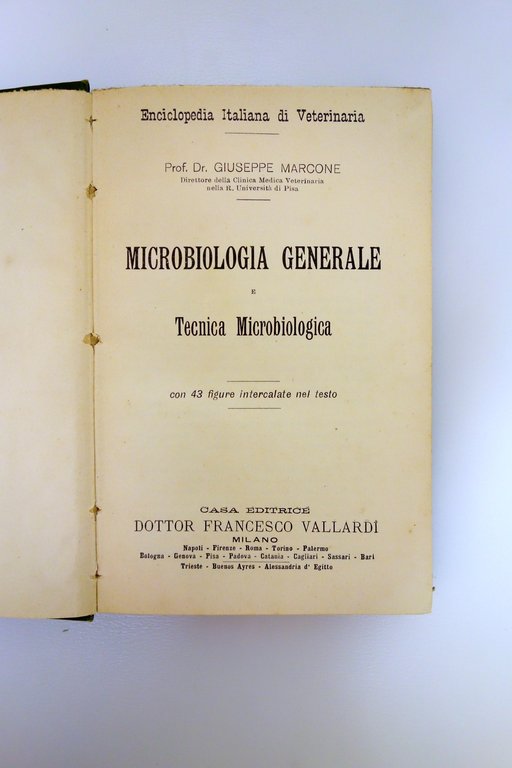 Enciclopedia Italiana di Veterinaria
Prof. Dr. GIUSEPPE MARCONE
Direttore della Clinica Medica Veterinaria
nella R. Università di Pisa
MICROBIOLOGIA GENERALE
E
Tecnica Microbiologica
con 43 figure intercalate nel testo
CASA EDITRICE
DOTTOR FRANCESCO VALLARDI
MILANO
Napoli - Firenze - Roma - Torino - Palermo
Bologna - Genova - Pisa - Padova - Catania - Cagliari - Sassari - Bari
Trieste - Buenos Ayres - Alessandria d' Egitto